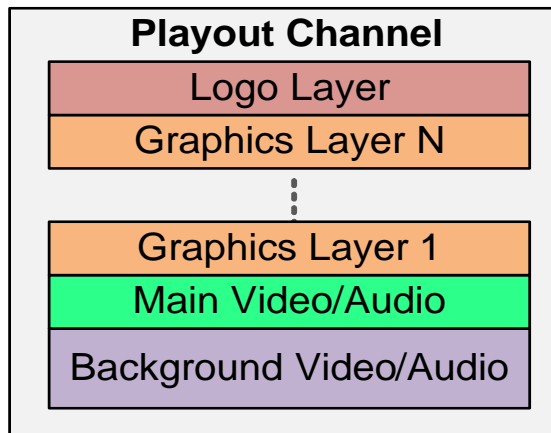 Playout Channel
Logo Layer
Graphics Layer N
Graphics Layer 1
Main Video/Audio
Background Video/Audio